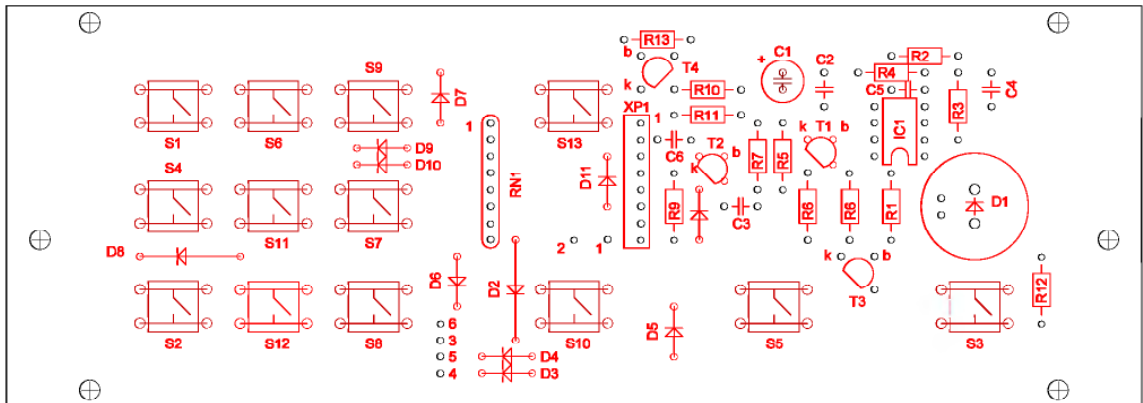 R13
b
T4
k
R10
R11
+
C1
C2
R2
R4
C5
R3
C4
IC1
S9
D7
S1
S6
S13
XP1
1
1
C6
T2
b
k
R7
R5
k
T1
b
D9
D10
S4
D11
RN1
R9
C3
R6
R6
R1
D1
S11
S7
2
1
D8
k
b
D6
D2
T3
R12
S2
S12
S8
6
3
5
4
S10
D5
S5
S3
D4
D3